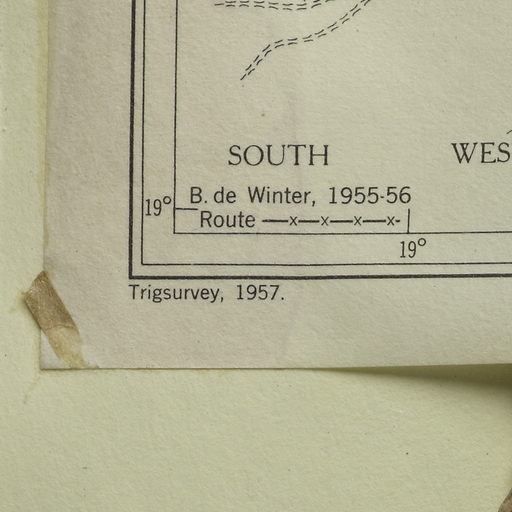 SOUTH WES
B. de Winter, 1955-56
19°
Route —x—x—x—x-
19°
Trigsurvey, 1957.